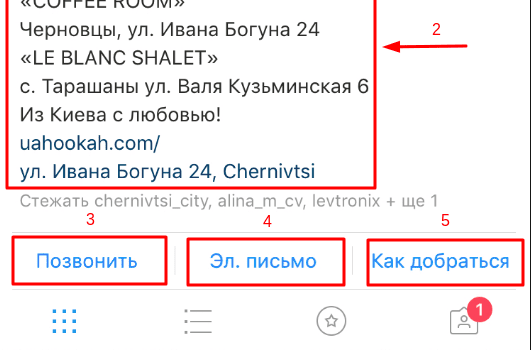 «COFFEE ROOM»
Черновцы, ул. Ивана Богуна 24
2
«LE BLANC SHALET»
с. Тарашаны ул. Валя Кузьминская 6
Из Киева с любовью!
uahookah.com/
ул. Ивана Богуна 24, Chernivtsi
Стежать chernivtsi_city, alina_m_cv, levtronix + ще 1
3 4 5
Позвонить Эл. письмо Как добраться
1